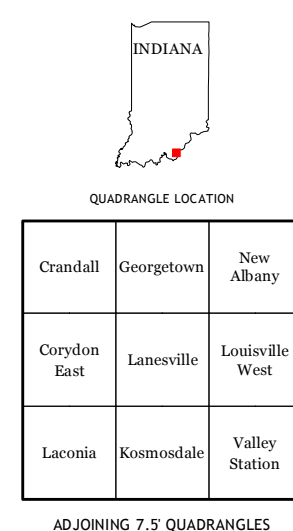 INDIANA
QUADRANGLE LOCATION
Crandall
Georgetown
New
Albany
Corydon
East
Lanesville
Louisville
West
Laconia
Kosmosdale
Valley
Station
ADJOINING 7.5' QUADRANGLES